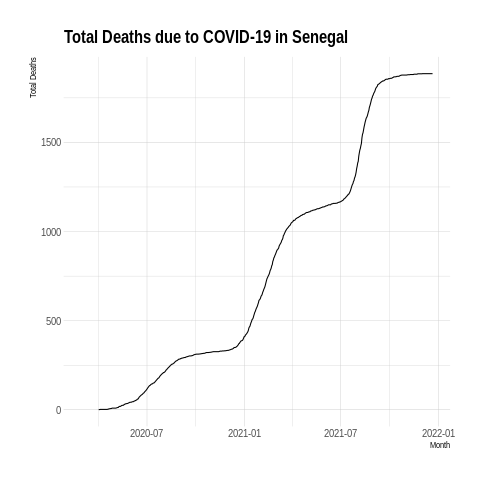 Total Deaths due to COVID-19 in Senegal
Total Deaths
1500
1000
500
0
2020-07 2021-01 2021-07 2022-01
Month